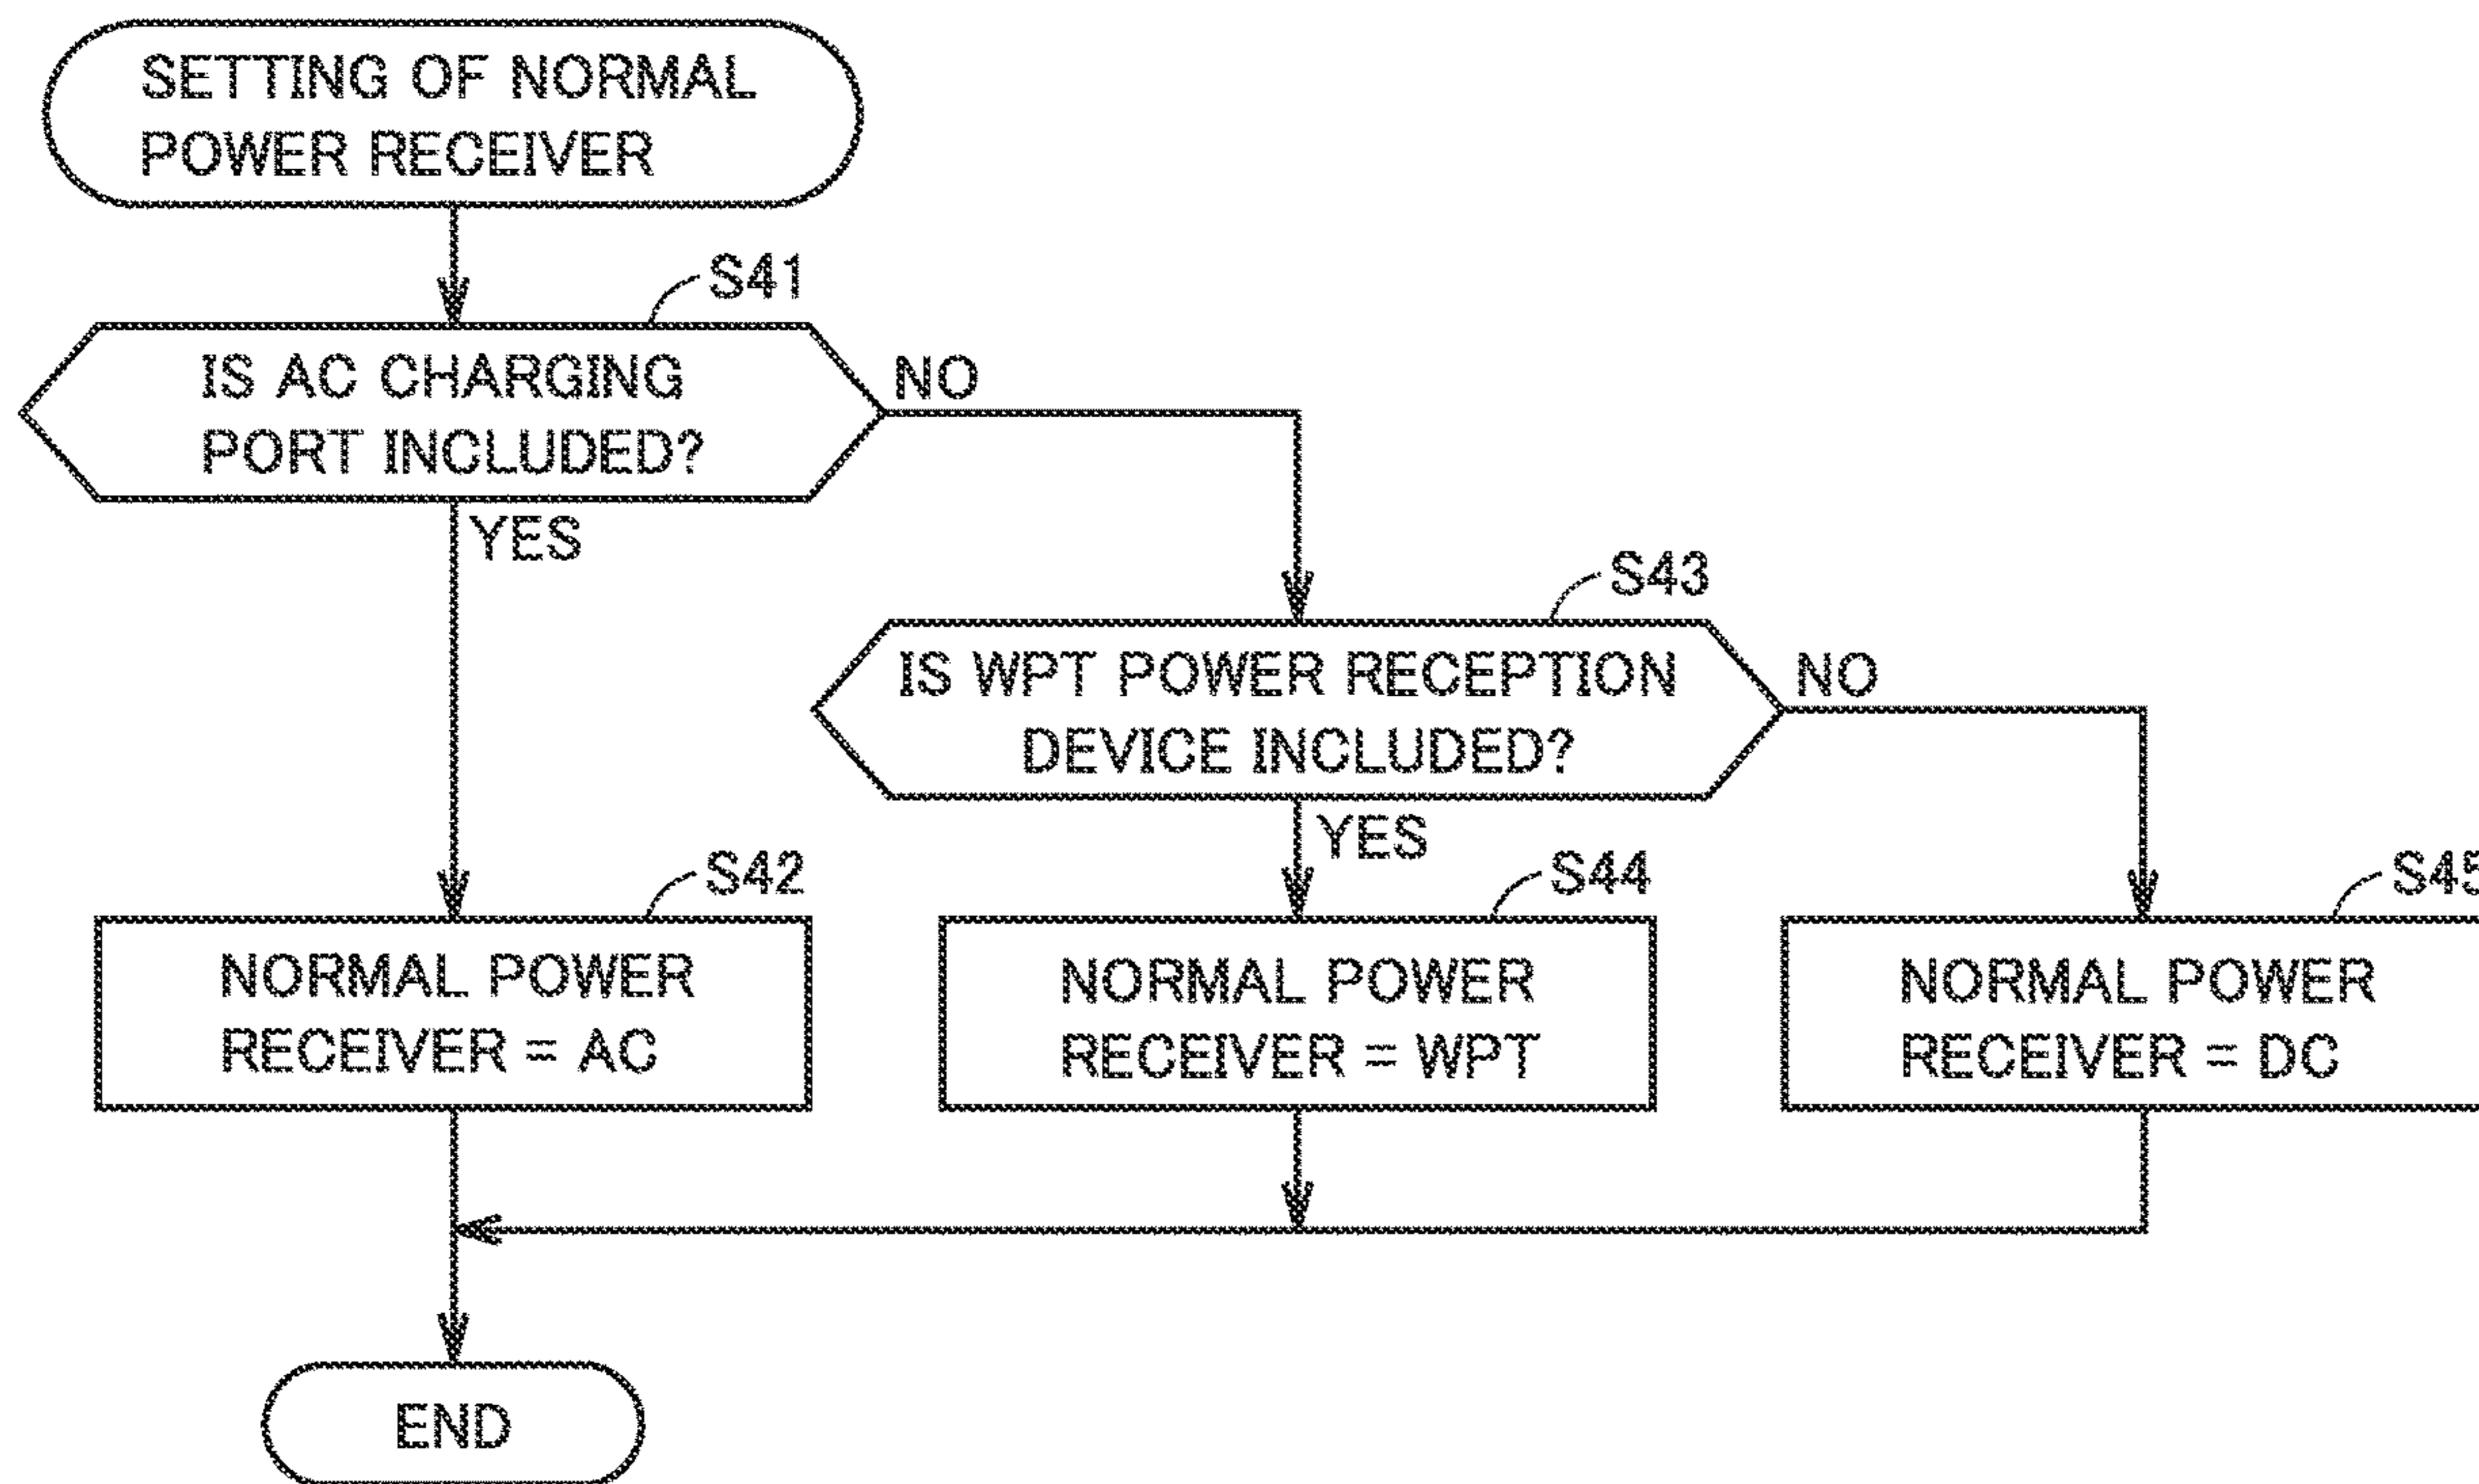 SETTING OF NORMAL
POWER RECEIVER
S41
IS AC CHARGING
PORT INCLUDED?
NO
YES
S43
IS WPT POWER RECEPTION
DEVICE INCLUDED?
NO
YES
S42
NORMAL POWER
RECEIVER = AC
S44
NORMAL POWER
RECEIVER = WPT
S45
NORMAL POWER
RECEIVER = DC
END